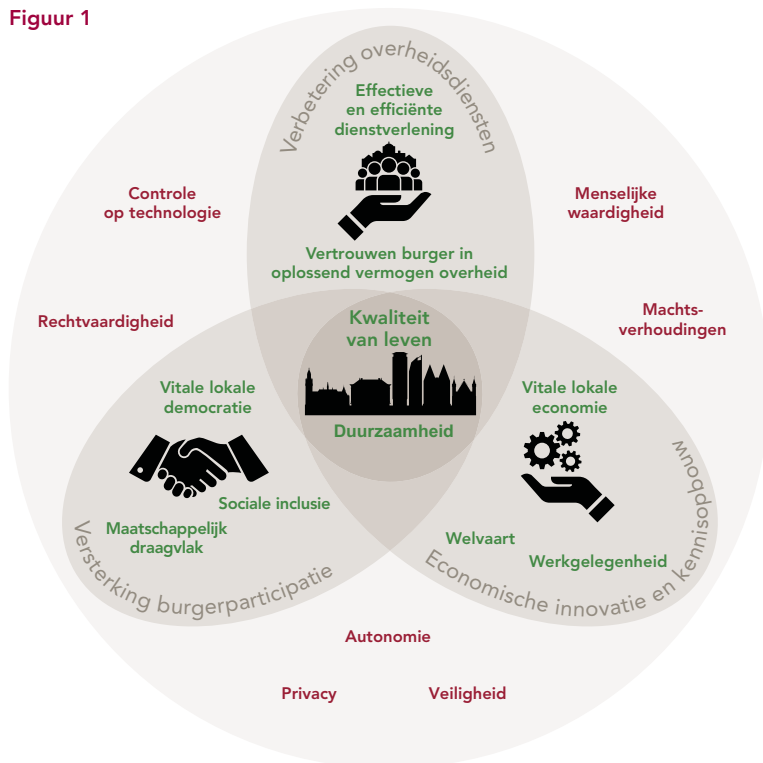 Figuur 1
Verbetering overheidsdiensten
Effectieve
en efficiënte
dienstverlening
Controle
op technologie
Menselijke
waardigheid
Vertrouwen burger in
oplossend vermogen overheid
Rechtvaardigheid
Machts-
verhoudingen
Kwaliteit
van leven
Duurzaamheid
Vitale lokale
democratie
Sociale inclusie
Maatschappelijk
draagvlak
Versterking burgerparticipatie
Vitale lokale
economie
Welvaart
Werkgelegenheid
Economische innovatie en kennisopbouw
Autonomie
Privacy
Veiligheid